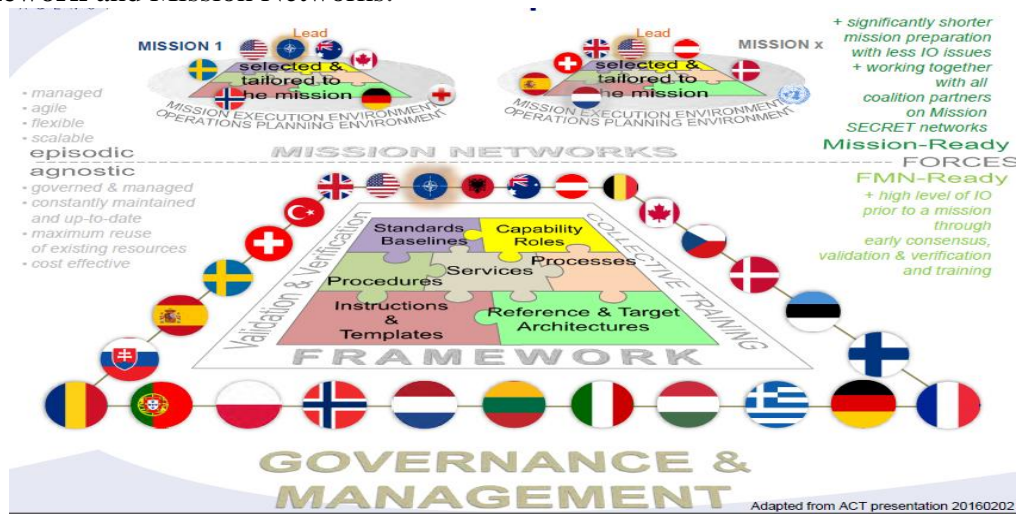 ework and Mission Networks.
Lead
MISSION 1
selected &
tailored to
he mission
MISSION EXECUTION ENVIRONMENT
OPERATIONS PLANNING ENVIRONMENT
Lead
MISSION x
selected &
tailored to
he mission
MISSION EXECUTION ENVIRONMENT
OPERATIONS PLANNING ENVIRONMENT
+ significantly shorter
mission preparation
with less IO issues
+ working together
with all
coalition partners
on Mission
SECRET networks
Mission-Ready
FORCES
FMN-Ready
+ high level of IO
prior to a mission
through
early consensus,
validation & verification
and training
- managed
- agile
- flexible
- scalable
episodic
MISSION NETWORKS
agnostic
- governed & managed
- constantly maintained
and up-to-date
- maximum reuse
of existing resources
- cost effective
Validation & Verification
COLLECTIVE TRAINING
Standards
Baselines
Capability
Roles
Procedures
Services
Processes
Instructions
&
Templates
Reference & Target
Architectures
FRAMEWORK
GOVERNANCE &
MANAGEMENT
Adapted from ACT presentation 20160202